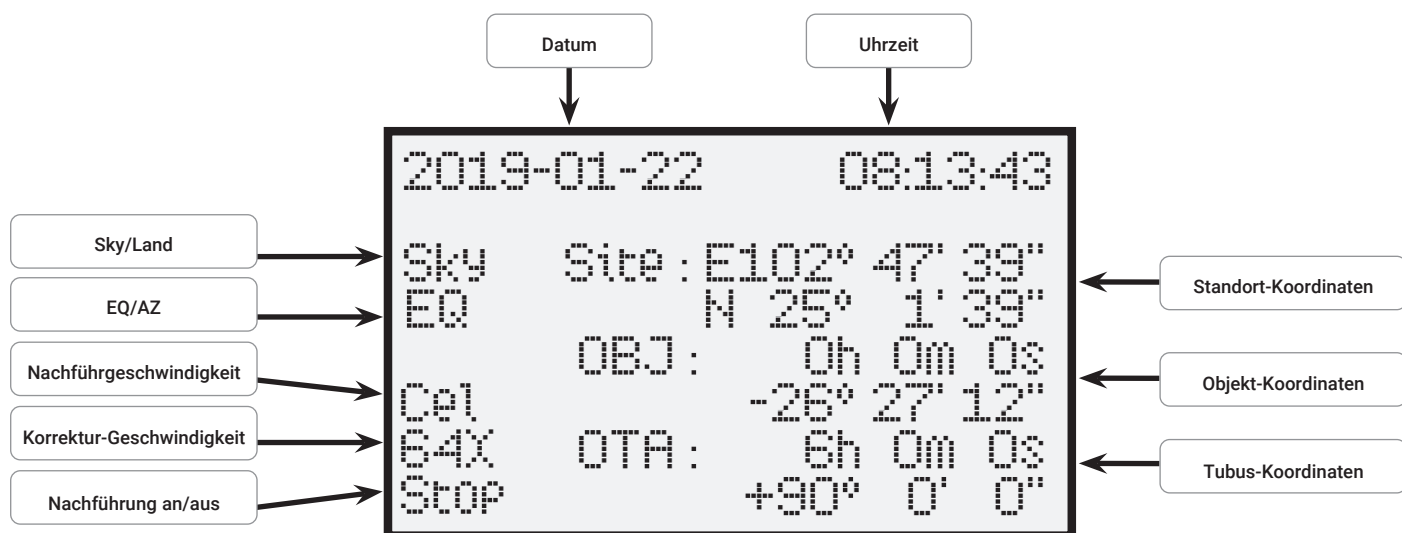 Datum
Uhrzeit
2019-01-22 08:13:43
Sky/Land
Sky Site: E102° 47' 39"
Standort-Koordinaten
EQ/AZ
EQ N 25° 1' 39"
OBJ: 0h 0m 0s
Nachführgeschwindigkeit
Objekt-Koordinaten
Cel -26° 27' 12"
Korrektur-Geschwindigkeit
64X OTA: 6h 0m 0s
Tubus-Koordinaten
Nachführung an/aus
Stop +90° 0' 0"